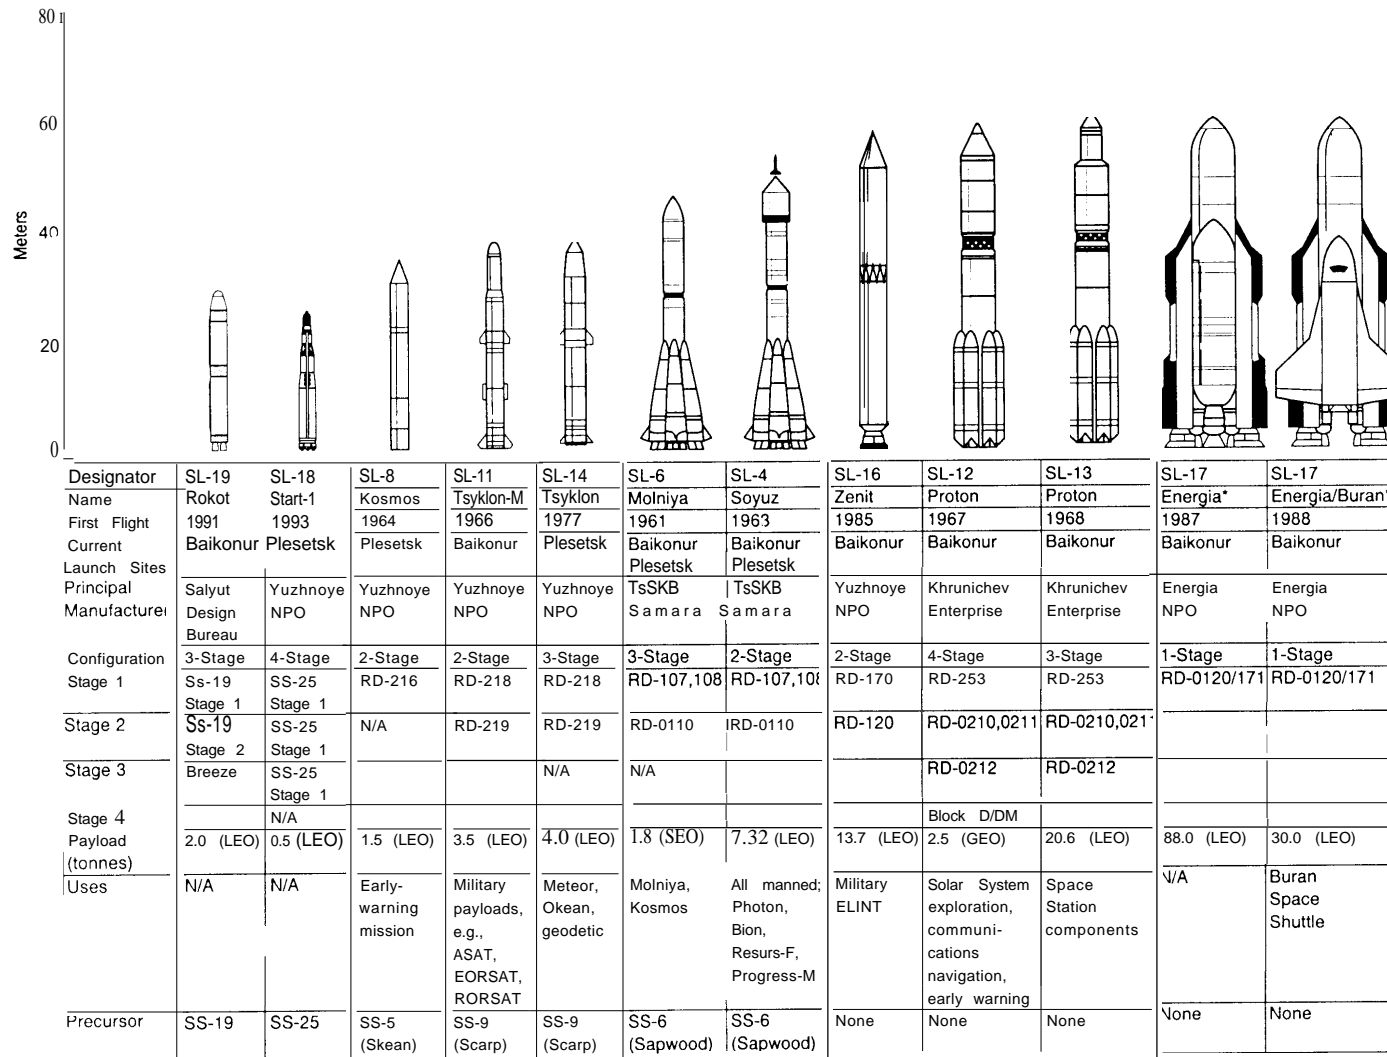 80
60
Meters
40
20
0
Designator SL-19 SL-18 SL-8 SL-11 SL-14 SL-6 SL-4 SL-16 SL-12 SL-13 SL-17 SL-17
Name Rokot Start-1 Kosmos Tsyklon-M Tsyklon Molniya Soyuz Zenit Proton Proton Energia* Energia/Buran*
First Flight 1991 1993 1964 1966 1977 1961 1963 1985 1967 1968 1987 1988
Current Baikonur Plesetsk Plesetsk Baikonur Plesetsk Baikonur Baikonur Baikonur Baikonur Baikonur Baikonur Baikonur
Launch Sites Plesetsk Plesetsk
Principal Salyut Yuzhnoye Yuzhnoye Yuzhnoye Yuzhnoye TsSKB TsSKB Yuzhnoye Khrunichev Khrunichev Energia Energia
Manufacturer Design NPO NPO NPO NPO Samara Samara NPO Enterprise Enterprise NPO NPO
Bureau
Configuration 3-Stage 4-Stage 2-Stage 2-Stage 3-Stage 3-Stage 2-Stage 2-Stage 4-Stage 3-Stage 1-Stage 1-Stage
Stage 1 Ss-19 SS-25 RD-216 RD-218 RD-218 RD-107,108 RD-107,108 RD-170 RD-253 RD-253 RD-0120/171 RD-0120/171
Stage 1 Stage 1
Stage 2 Ss-19 SS-25 N/A RD-219 RD-219 RD-0110 IRD-0110 RD-120 RD-0210,0211 RD-0210,0211
Stage 2 Stage 1
Stage 3 Breeze SS-25 N/A N/A RD-0212 RD-0212
Stage 1
Stage 4 N/A Block D/DM
Payload 2.0 (LEO) 0.5 (LEO) 1.5 (LEO) 3.5 (LEO) 4.0 (LEO) 1.8 (SEO) 7.32 (LEO) 13.7 (LEO) 2.5 (GEO) 20.6 (LEO) 88.0 (LEO) 30.0 (LEO)
(tonnes)
Uses N/A N/A Early- Military Meteor, Molniya, All manned; Military Solar System Space N/A Buran
warning payloads, Okean, Kosmos Photon, ELINT exploration, Station Space
mission e.g., geodetic Bion, communi- components Shuttle
ASAT, Resurs-F, cations
EORSAT, Progress-M navigation,
RORSAT early warning
Precursor SS-19 SS-25 SS-5 SS-9 SS-9 SS-6 SS-6 None None None None None
(Skean) (Scarp) (Scarp) (Sapwood) (Sapwood)